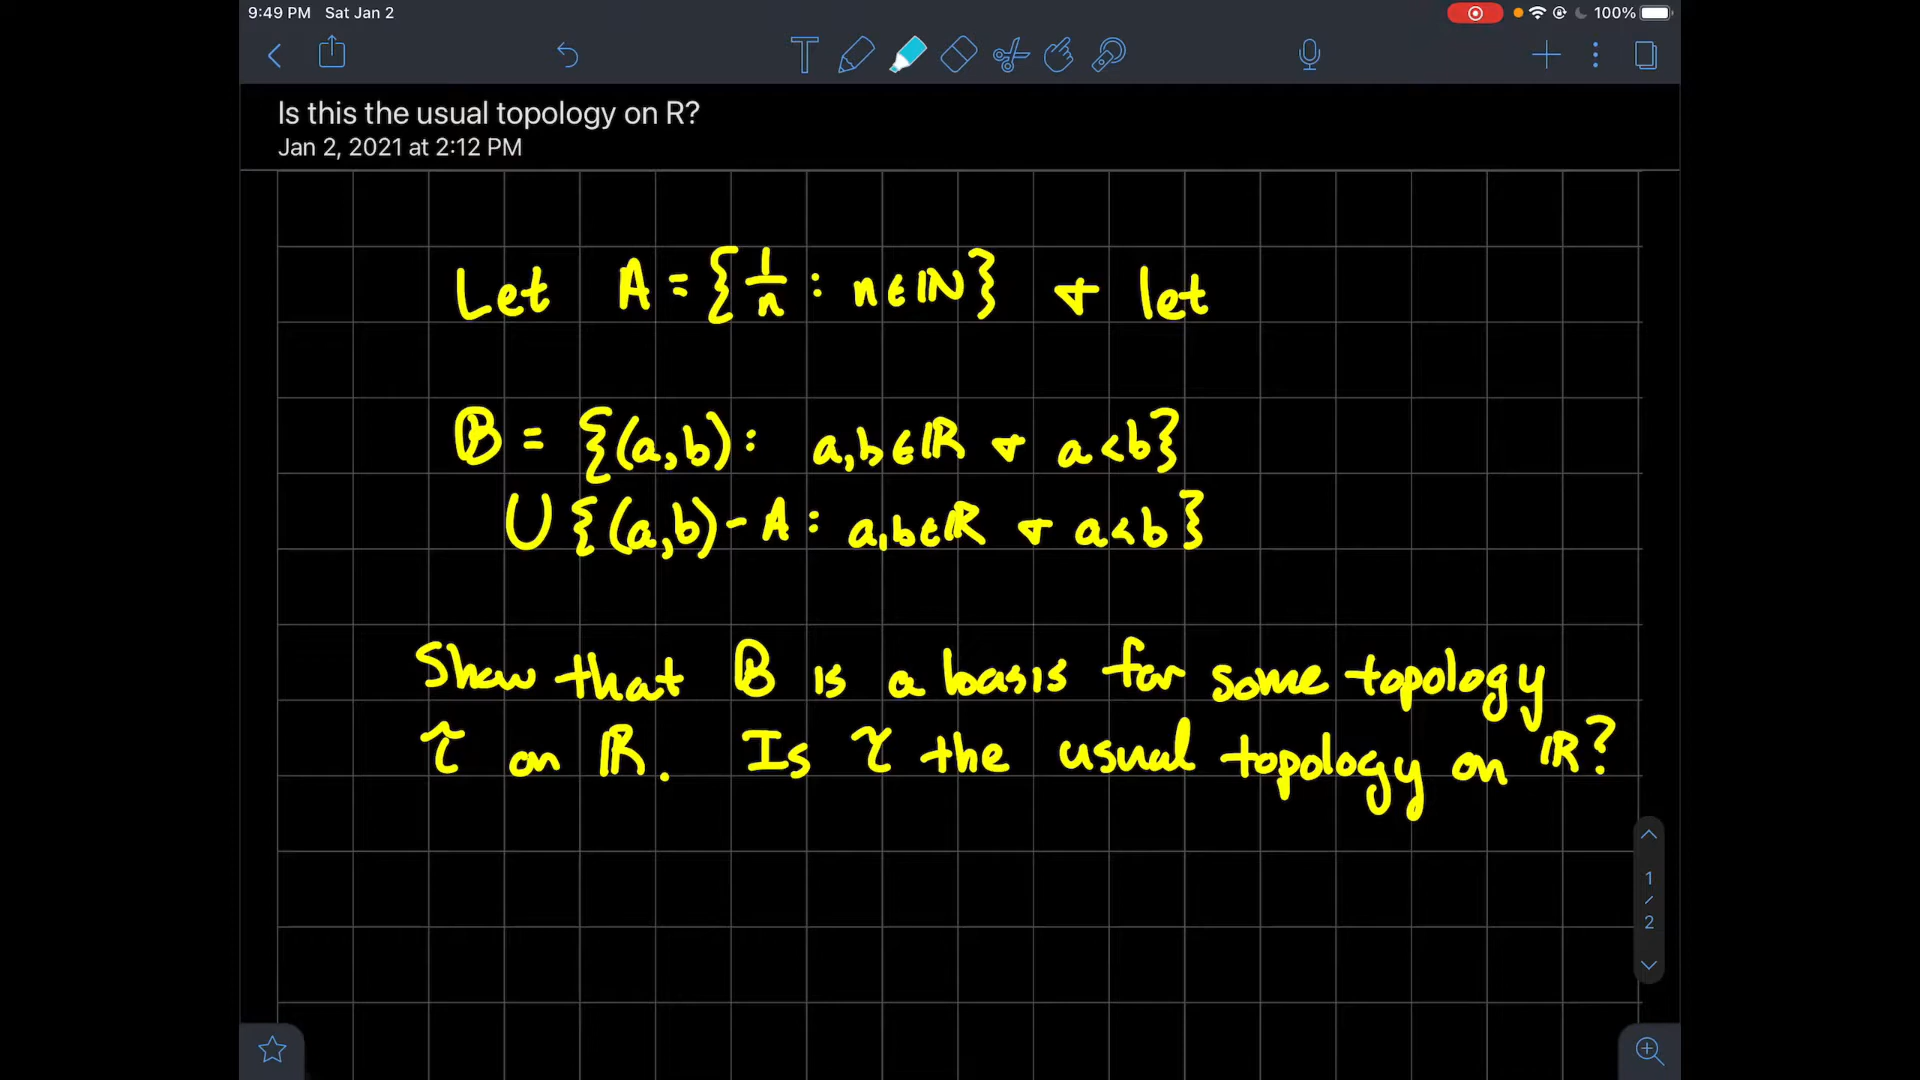 9:49 PM Sat Jan 2
100%
Is this the usual topology on R?
Jan 2, 2021 at 2:12 PM
Let A = {1/n : n∈ℕ} & let
𝔹 = {(a,b): a,b∈ℝ & a<b}
∪ {(a,b)-A: a,b∈ℝ & a<b}
Show that 𝔹 is a basis for some topology
τ on ℝ. Is τ the usual topology on ℝ?
1
/
2